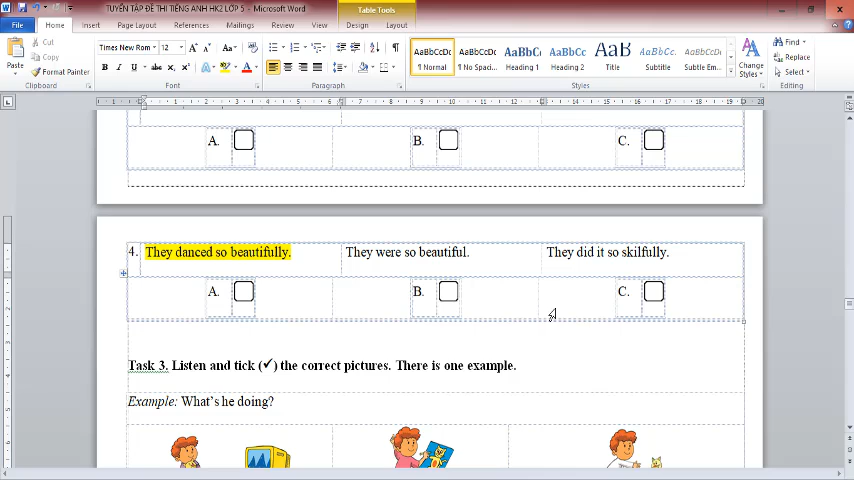 TUYỂN TẬP ĐỀ THI TIẾNG ANH HK2 LỚP 5 - Microsoft Word
Table Tools
File Home Insert Page Layout References Mailings Review View Design Layout
Cut
Copy
Format Painter
Paste
Clipboard
Times New Rom 12
Font
Paragraph
AaBbCcDc AaBbCcDc AaBbCc AaBbCc AaB AaBbCc. AaBbCcDc
¶ Normal ¶ No Spaci... Heading 1 Heading 2 Title Subtitle Subtle Em...
Styles
Change Styles
Find
Replace
Select
Editing
A. B. C.
4. They danced so beautifully. They were so beautiful. They did it so skilfully.
A. B. C.
Task 3. Listen and tick (✓) the correct pictures. There is one example.
Example: What's he doing?